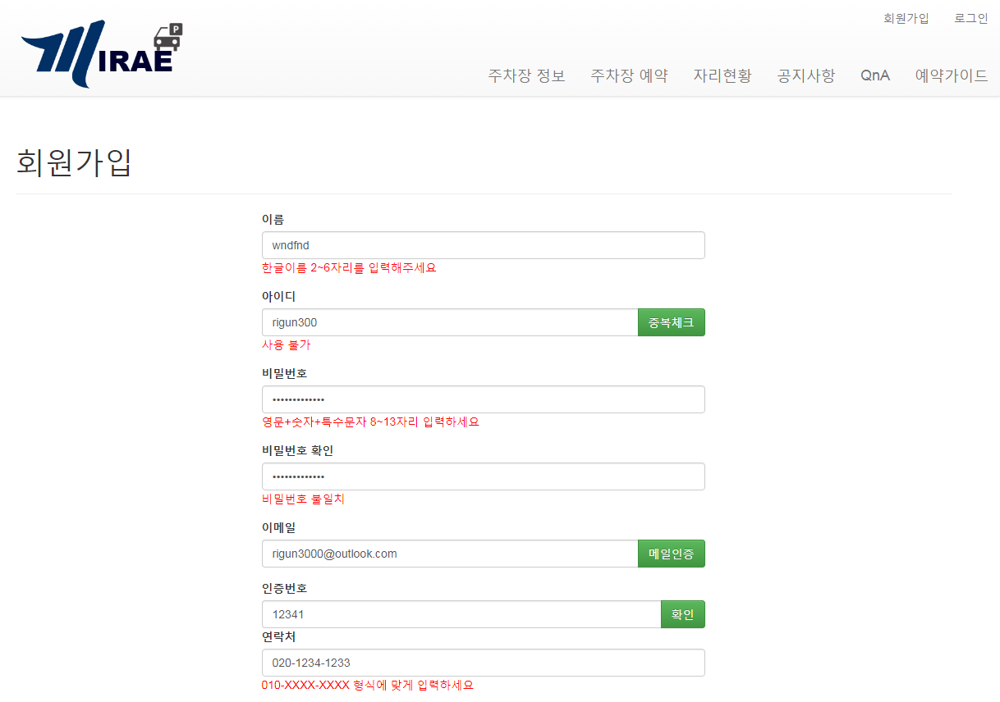 회원가입 로그인
P
IRAE
주차장 정보 주차장 예약 자리현황 공지사항 QnA 예약가이드
회원가입
이름
wndfnd
한글이름 2~6자리를 입력해주세요
아이디
rigun300 중복체크
사용 불가
비밀번호
•••••••••••••
영문+숫자+특수문자 8~13자리 입력하세요
비밀번호 확인
•••••••••••••
비밀번호 불일치
이메일
rigun3000@outlook.com 메일인증
인증번호
12341 확인
연락처
020-1234-1233
010-XXXX-XXXX 형식에 맞게 입력하세요